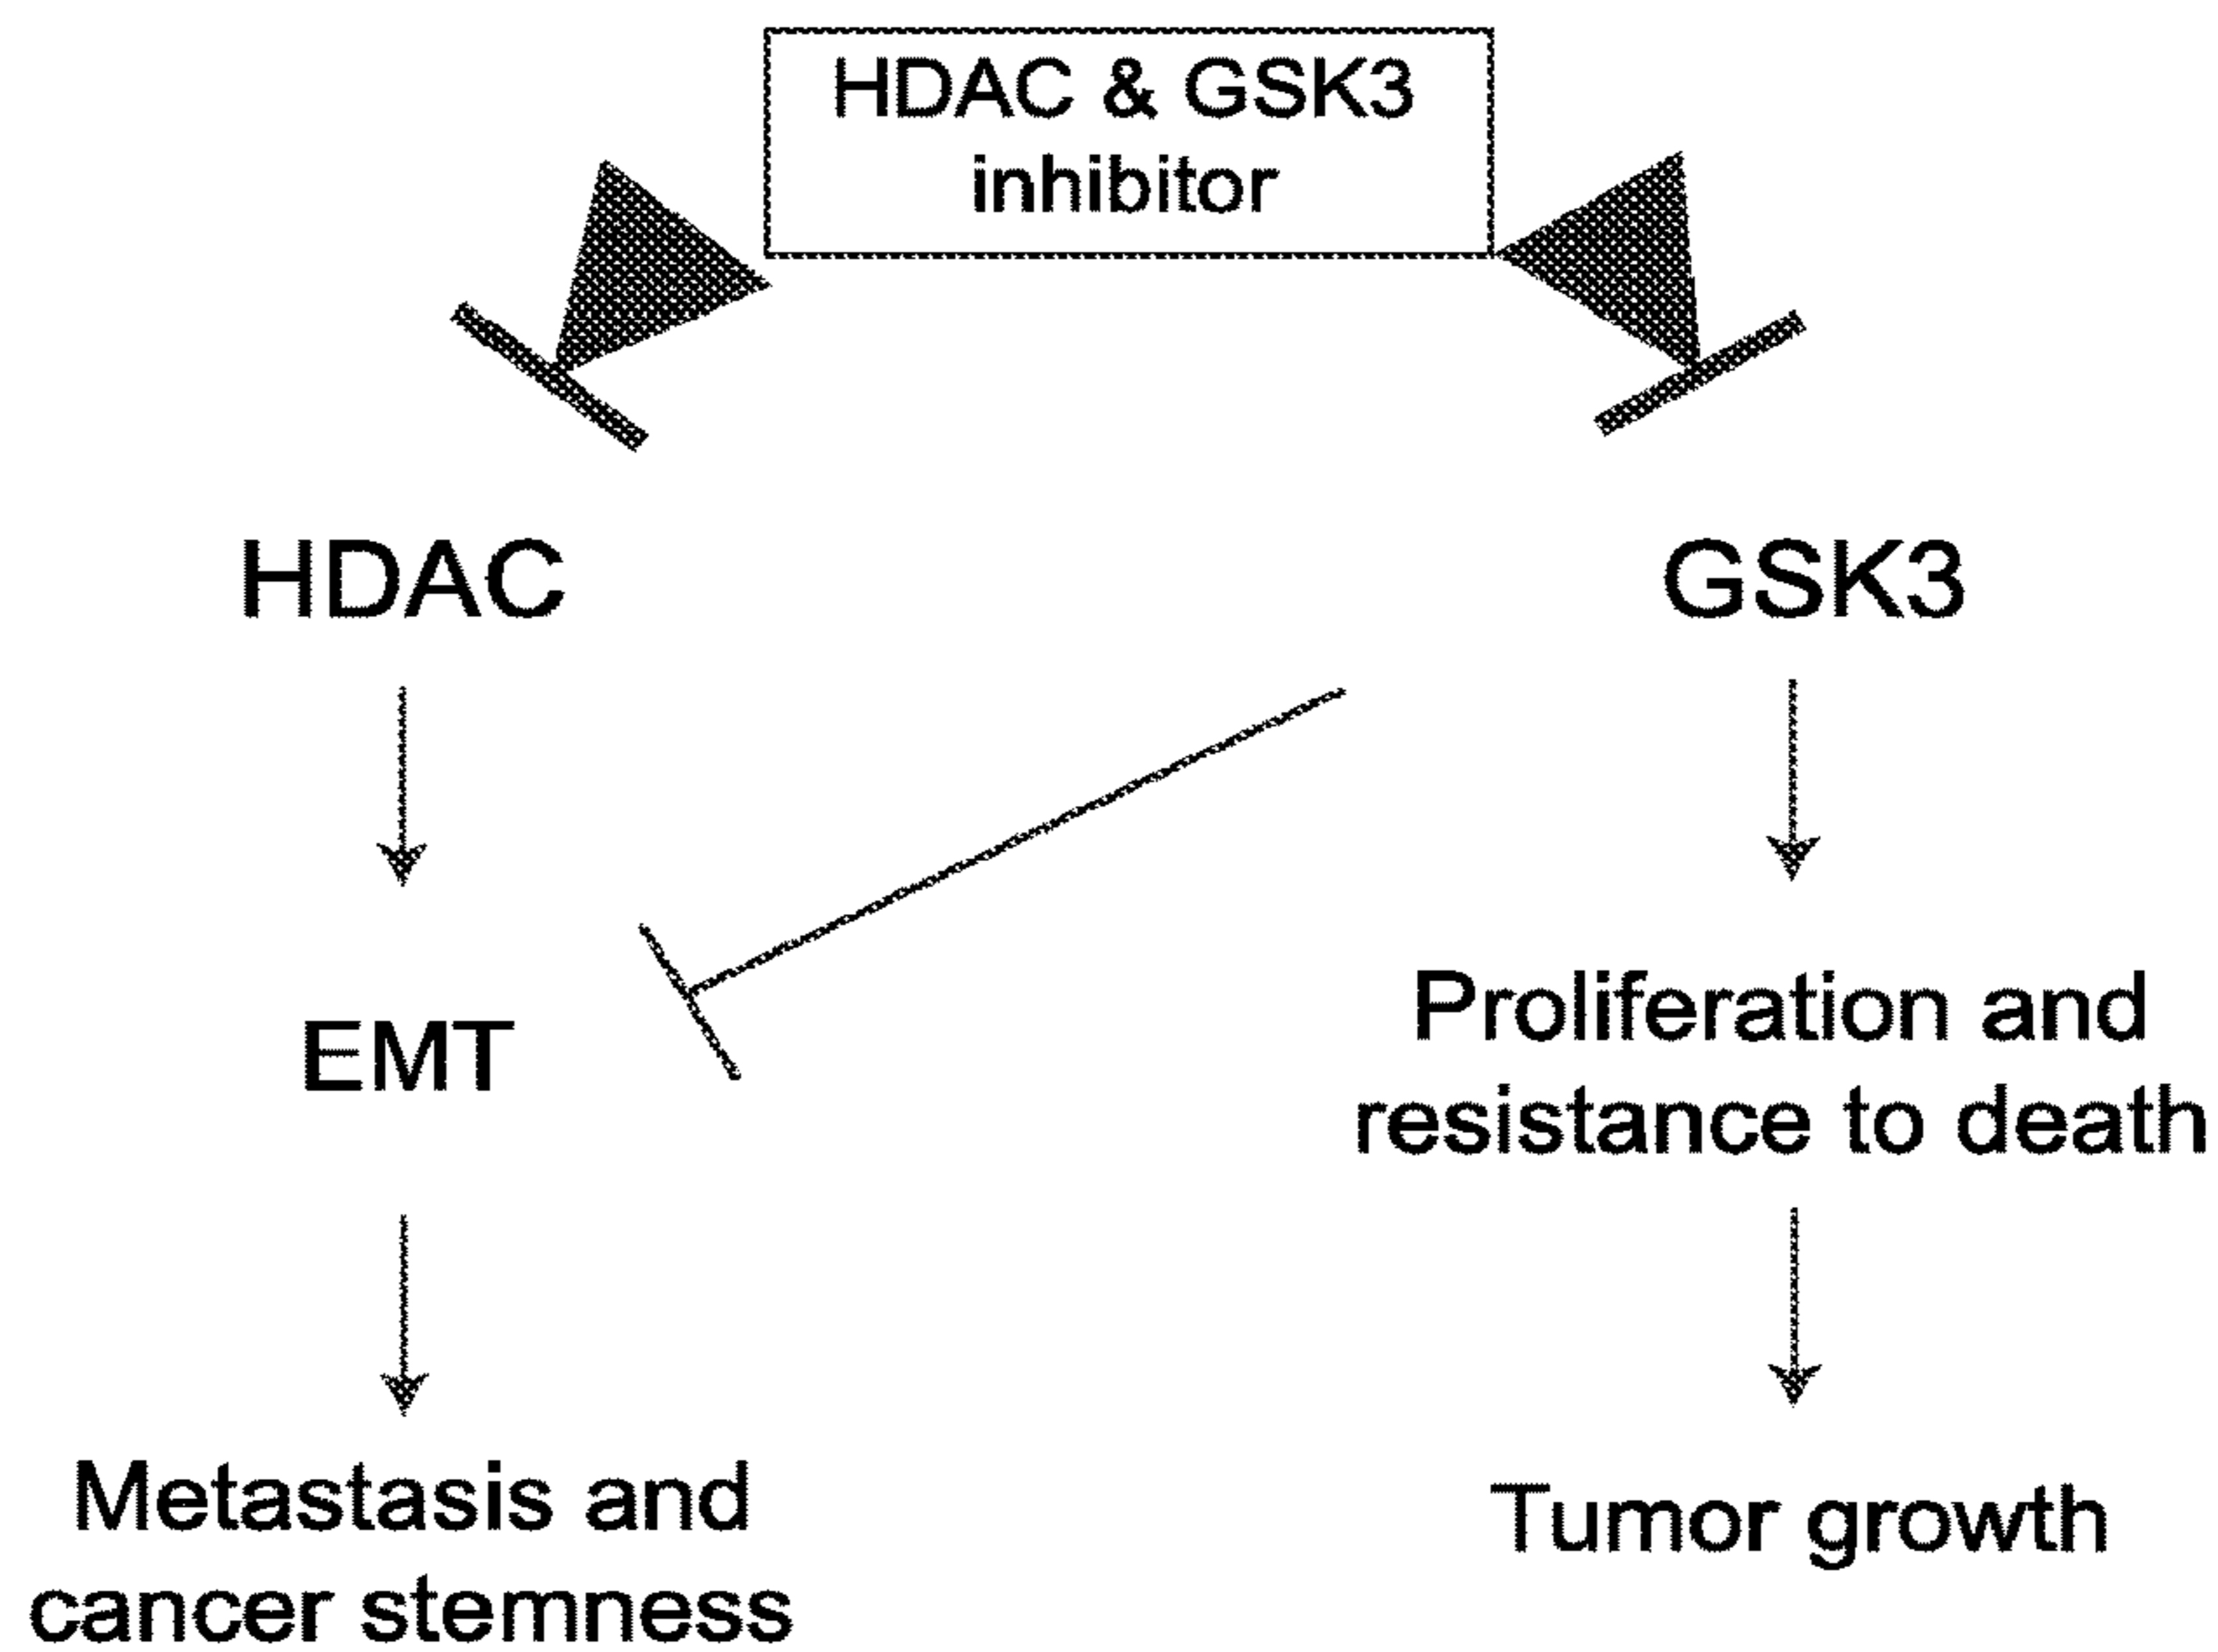 HDAC & GSK3
inhibitor
HDAC
GSK3
EMT
Proliferation and
resistance to death
Metastasis and
cancer stemness
Tumor growth